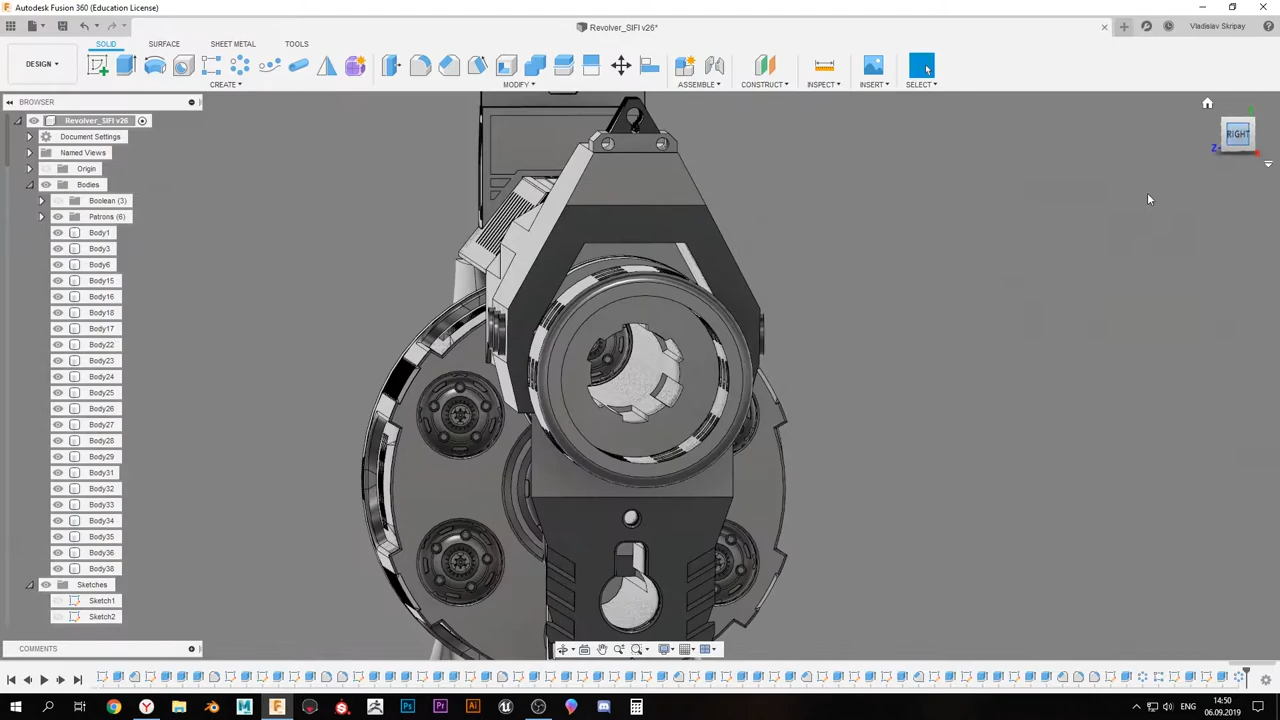 Autodesk Fusion 360 (Education License)
Revolver_SIFI v26*
Vladislav Skripay
DESIGN
SOLID
SURFACE
SHEET METAL
TOOLS
CREATE
MODIFY
ASSEMBLE
CONSTRUCT
INSPECT
INSERT
SELECT
BROWSER
Revolver_SIFI v26
Document Settings
Named Views
Origin
Bodies
Boolean (3)
Patrons (6)
Body1
Body3
Body6
Body15
Body16
Body18
Body17
Body22
Body23
Body24
Body25
Body26
Body27
Body28
Body29
Body31
Body32
Body33
Body34
Body35
Body36
Body38
Sketches
Sketch1
Sketch2
RIGHT
Z
COMMENTS
14:50
06.09.2019